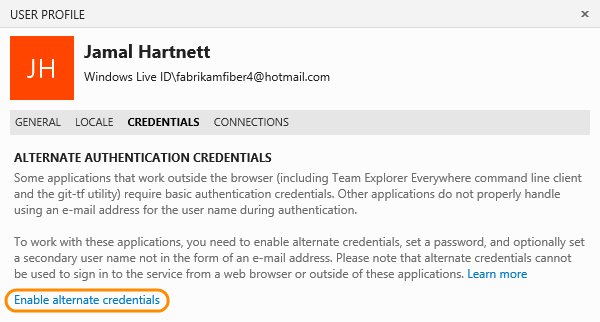 USER PROFILE
JH
Jamal Hartnett
Windows Live ID\fabrikamfiber4@hotmail.com
GENERAL LOCALE CREDENTIALS CONNECTIONS
ALTERNATE AUTHENTICATION CREDENTIALS
Some applications that work outside the browser (including Team Explorer Everywhere command line client
and the git-tf utility) require basic authentication credentials. Other applications do not properly handle
using an e-mail address for the user name during authentication.
To work with these applications, you need to enable alternate credentials, set a password, and optionally set
a secondary user name not in the form of an e-mail address. Please note that alternate credentials cannot
be used to sign in to the service from a web browser or outside of these applications. Learn more
Enable alternate credentials